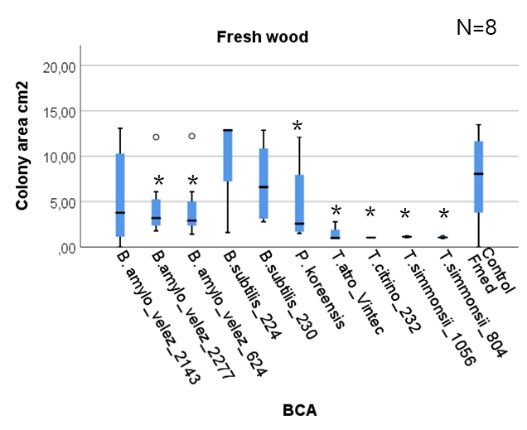 Fresh wood
N=8
Colony area cm2
20,00
15,00
10,00
5,00
,00
* * * * * * *
B. amylo_velez_2143
B.amylo_velez_2277
B. amylo_velez_624
B.subtilis_224
B.subtilis_230
P. koreensis
T.atro_Vintec
T.citrino_232
T.simmonsii_1056
T.simmonsii_804
Control
Fmed
BCA